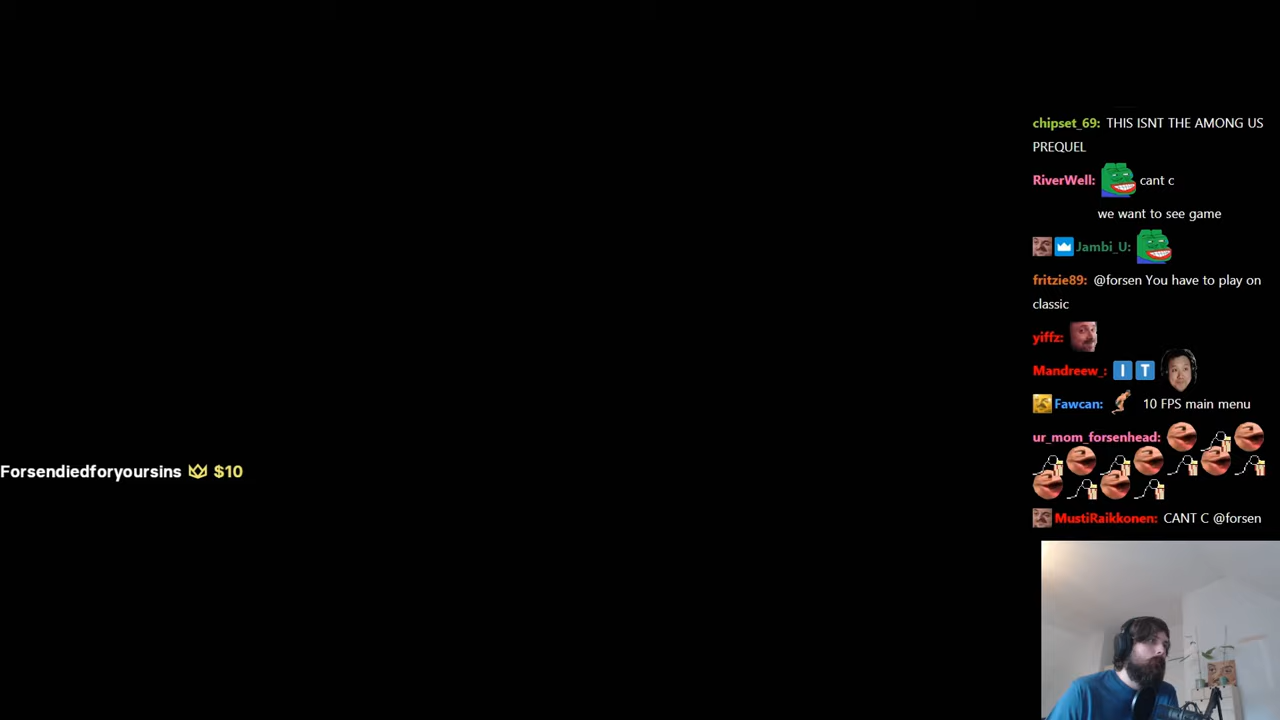 chipset_69: THIS ISNT THE AMONG US
PREQUEL
RiverWell: cant c
we want to see game
Jambi_U:
fritzie89: @forsen You have to play on
classic
yiffz:
Mandreew_: I T
Fawcan: 10 FPS main menu
ur_mom_forsenhead:
Forsendiedforyoursins $10
MustiRaikkonen: CANT C @forsen